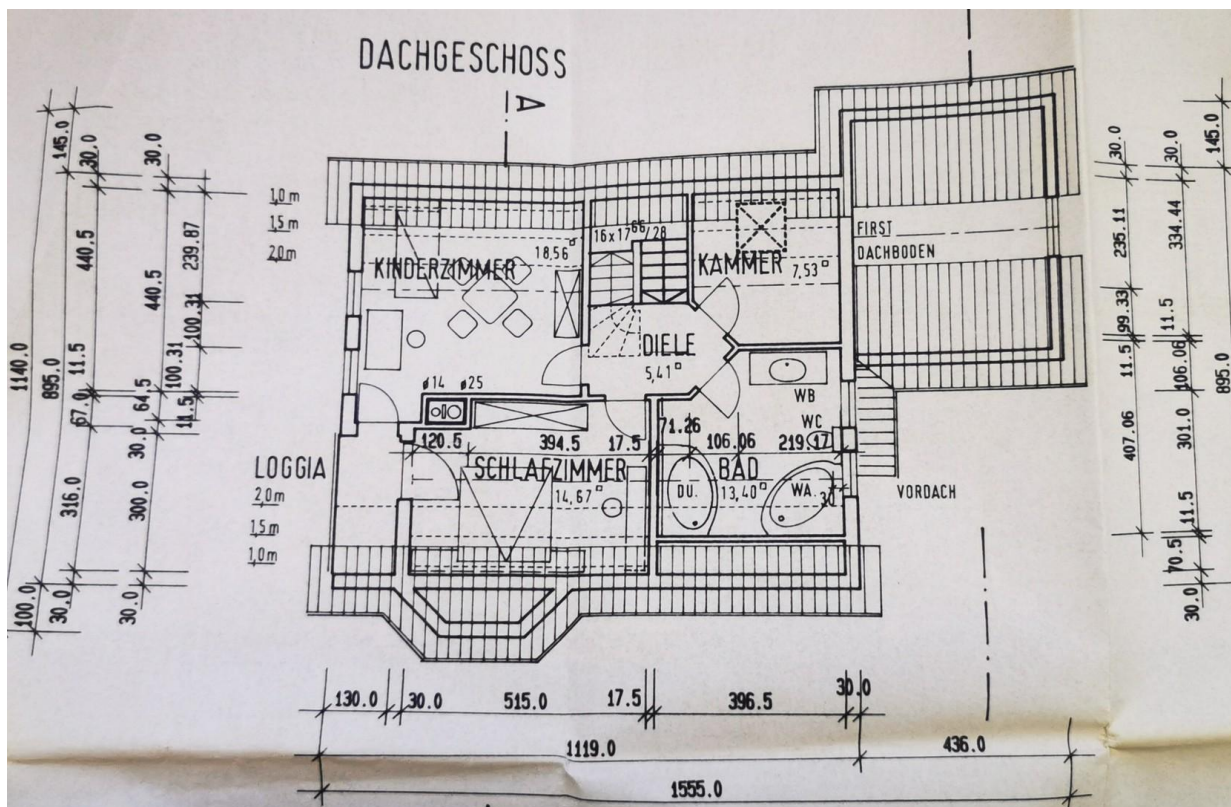 DACHGESCHOSS
A
145.0
30.0
30.0
440.5
440.5
239.87
1140.0
895.0
11.5
100.31
100.31
67.0
64.5
11.5
316.0
30.0
300.0
100.0
30.0
30.0
1,0 m
1,5 m
2,0 m
KINDERZIMMER
18,56
16x17⁶⁶/28
KAMMER
7,53
FIRST
DACHBODEN
DIELE
5,41
ø14
ø25
WB
WC
120.5
394.5
17.5
71.26
106.06
219.17
LOGGIA
SCHLAFZIMMER
14,67
BAD
13,40
DU.
WA.
30
VORDACH
2,0 m
1,5 m
1,0 m
30.0
30.0
145.0
235.11
334.44
99.33
11.5
11.5
106.06
895.0
407.06
301.0
11.5
70.5
30.0
130.0
30.0
515.0
17.5
396.5
30.0
1119.0
436.0
1555.0